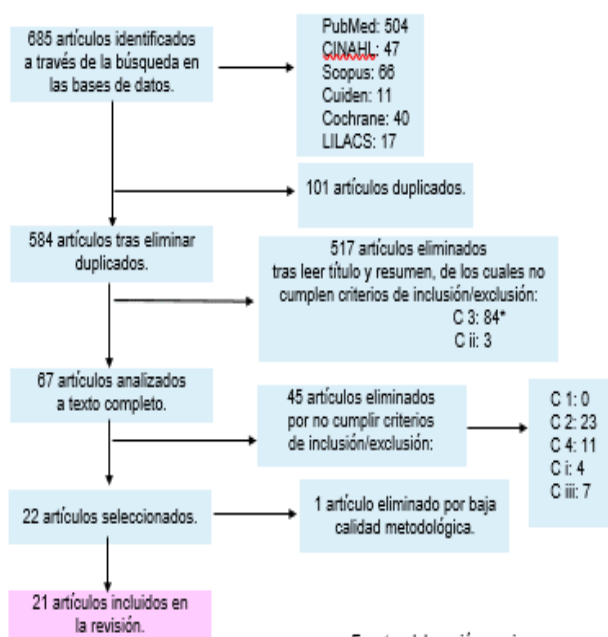 685 artículos identificados
a través de la búsqueda en
las bases de datos.
PubMed: 504
CINAHL: 47
Scopus: 66
Cuiden: 11
Cochrane: 40
LILACS: 17
101 artículos duplicados.
584 artículos tras eliminar
duplicados.
517 artículos eliminados
tras leer título y resumen, de los cuales no
cumplen criterios de inclusión/exclusión:
C 3: 84*
C ii: 3
67 artículos analizados
a texto completo.
45 artículos eliminados
por no cumplir criterios
de inclusión/exclusión:
C 1: 0
C 2: 23
C 4: 11
C i: 4
C iii: 7
22 artículos seleccionados.
1 artículo eliminado por baja
calidad metodológica.
21 artículos incluidos en
la revisión.